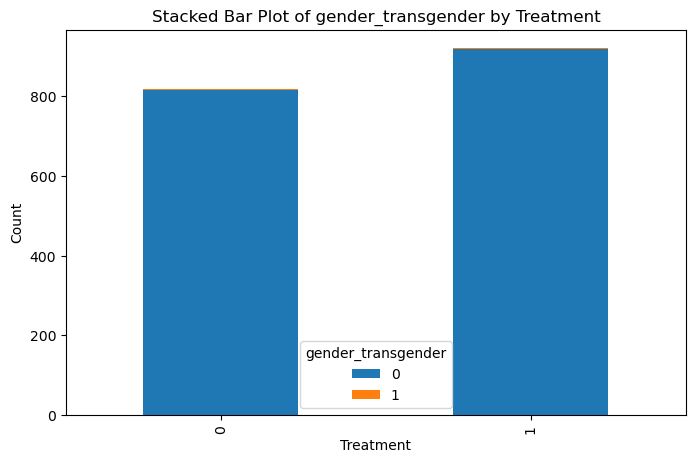 Stacked Bar Plot of gender_transgender by Treatment
Count
800
600
400
200
0
gender_transgender
0
1
0
1
Treatment